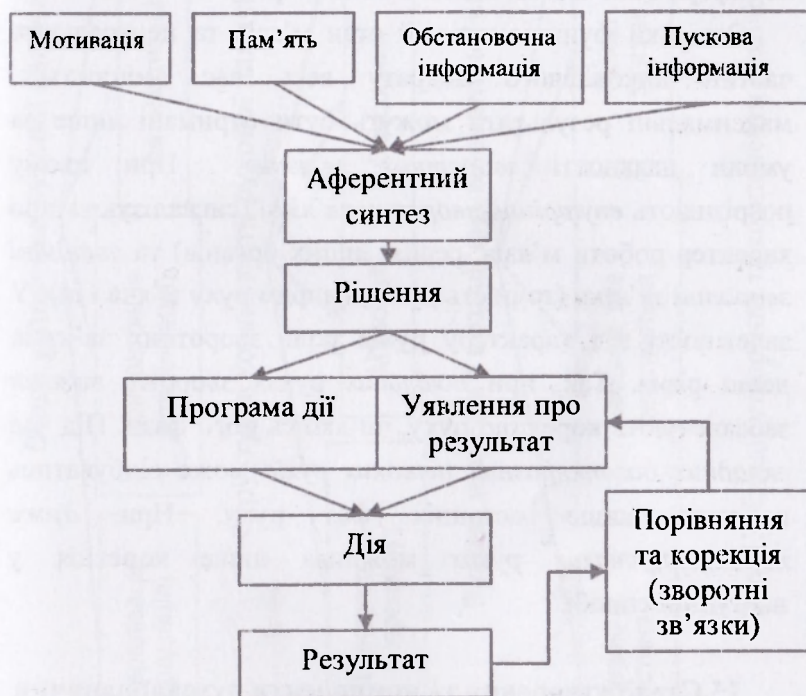 Мотивація
Пам’ять
Обстановочна
інформація
Пускова
інформація
Аферентний
синтез
Рішення
Програма дії
Уявлення про
результат
Дія
Порівняння
та корекція
(зворотні
зв’язки)
Результат